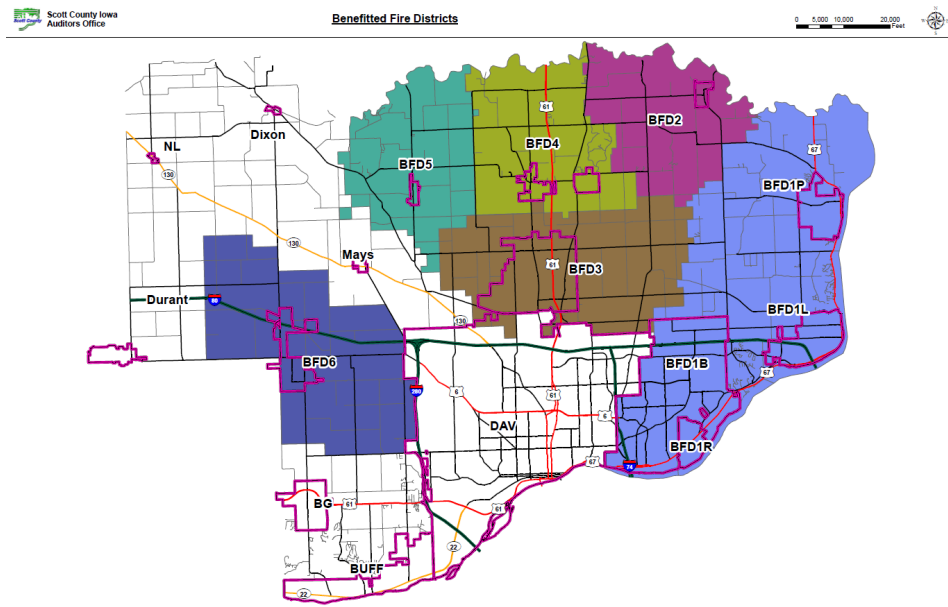 Scott County Iowa
Auditors Office
Scott County
Benefitted Fire Districts
0 5,000 10,000 20,000
Feet
N
61
BFD2
Dixon
NL
BFD4
67
BFD5
130
BFD1P
130
Mays
61
BFD3
Durant
80
130
BFD1L
BFD6
BFD1B
67
280
6
61
6
DAV
BFD1R
67
74
BG
61
61
22
BUFF
22